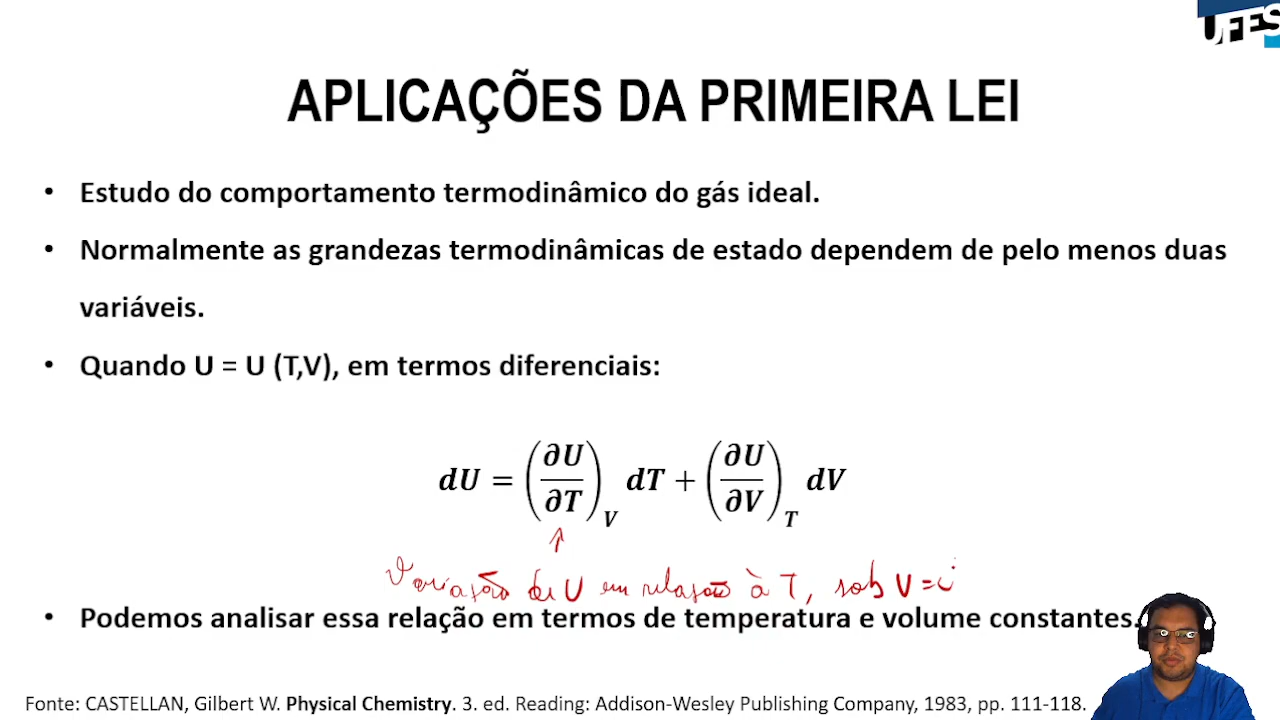 UFES
APLICAÇÕES DA PRIMEIRA LEI
• Estudo do comportamento termodinâmico do gás ideal.
• Normalmente as grandezas termodinâmicas de estado dependem de pelo menos duas
variáveis.
• Quando U = U (T,V), em termos diferenciais:
dU = (∂U/∂T)_V dT + (∂U/∂V)_T dV
↑
Variação de U em relação à T, sob V =
• Podemos analisar essa relação em termos de temperatura e volume constantes.
Fonte: CASTELLAN, Gilbert W. Physical Chemistry. 3. ed. Reading: Addison-Wesley Publishing Company, 1983, pp. 111-118.